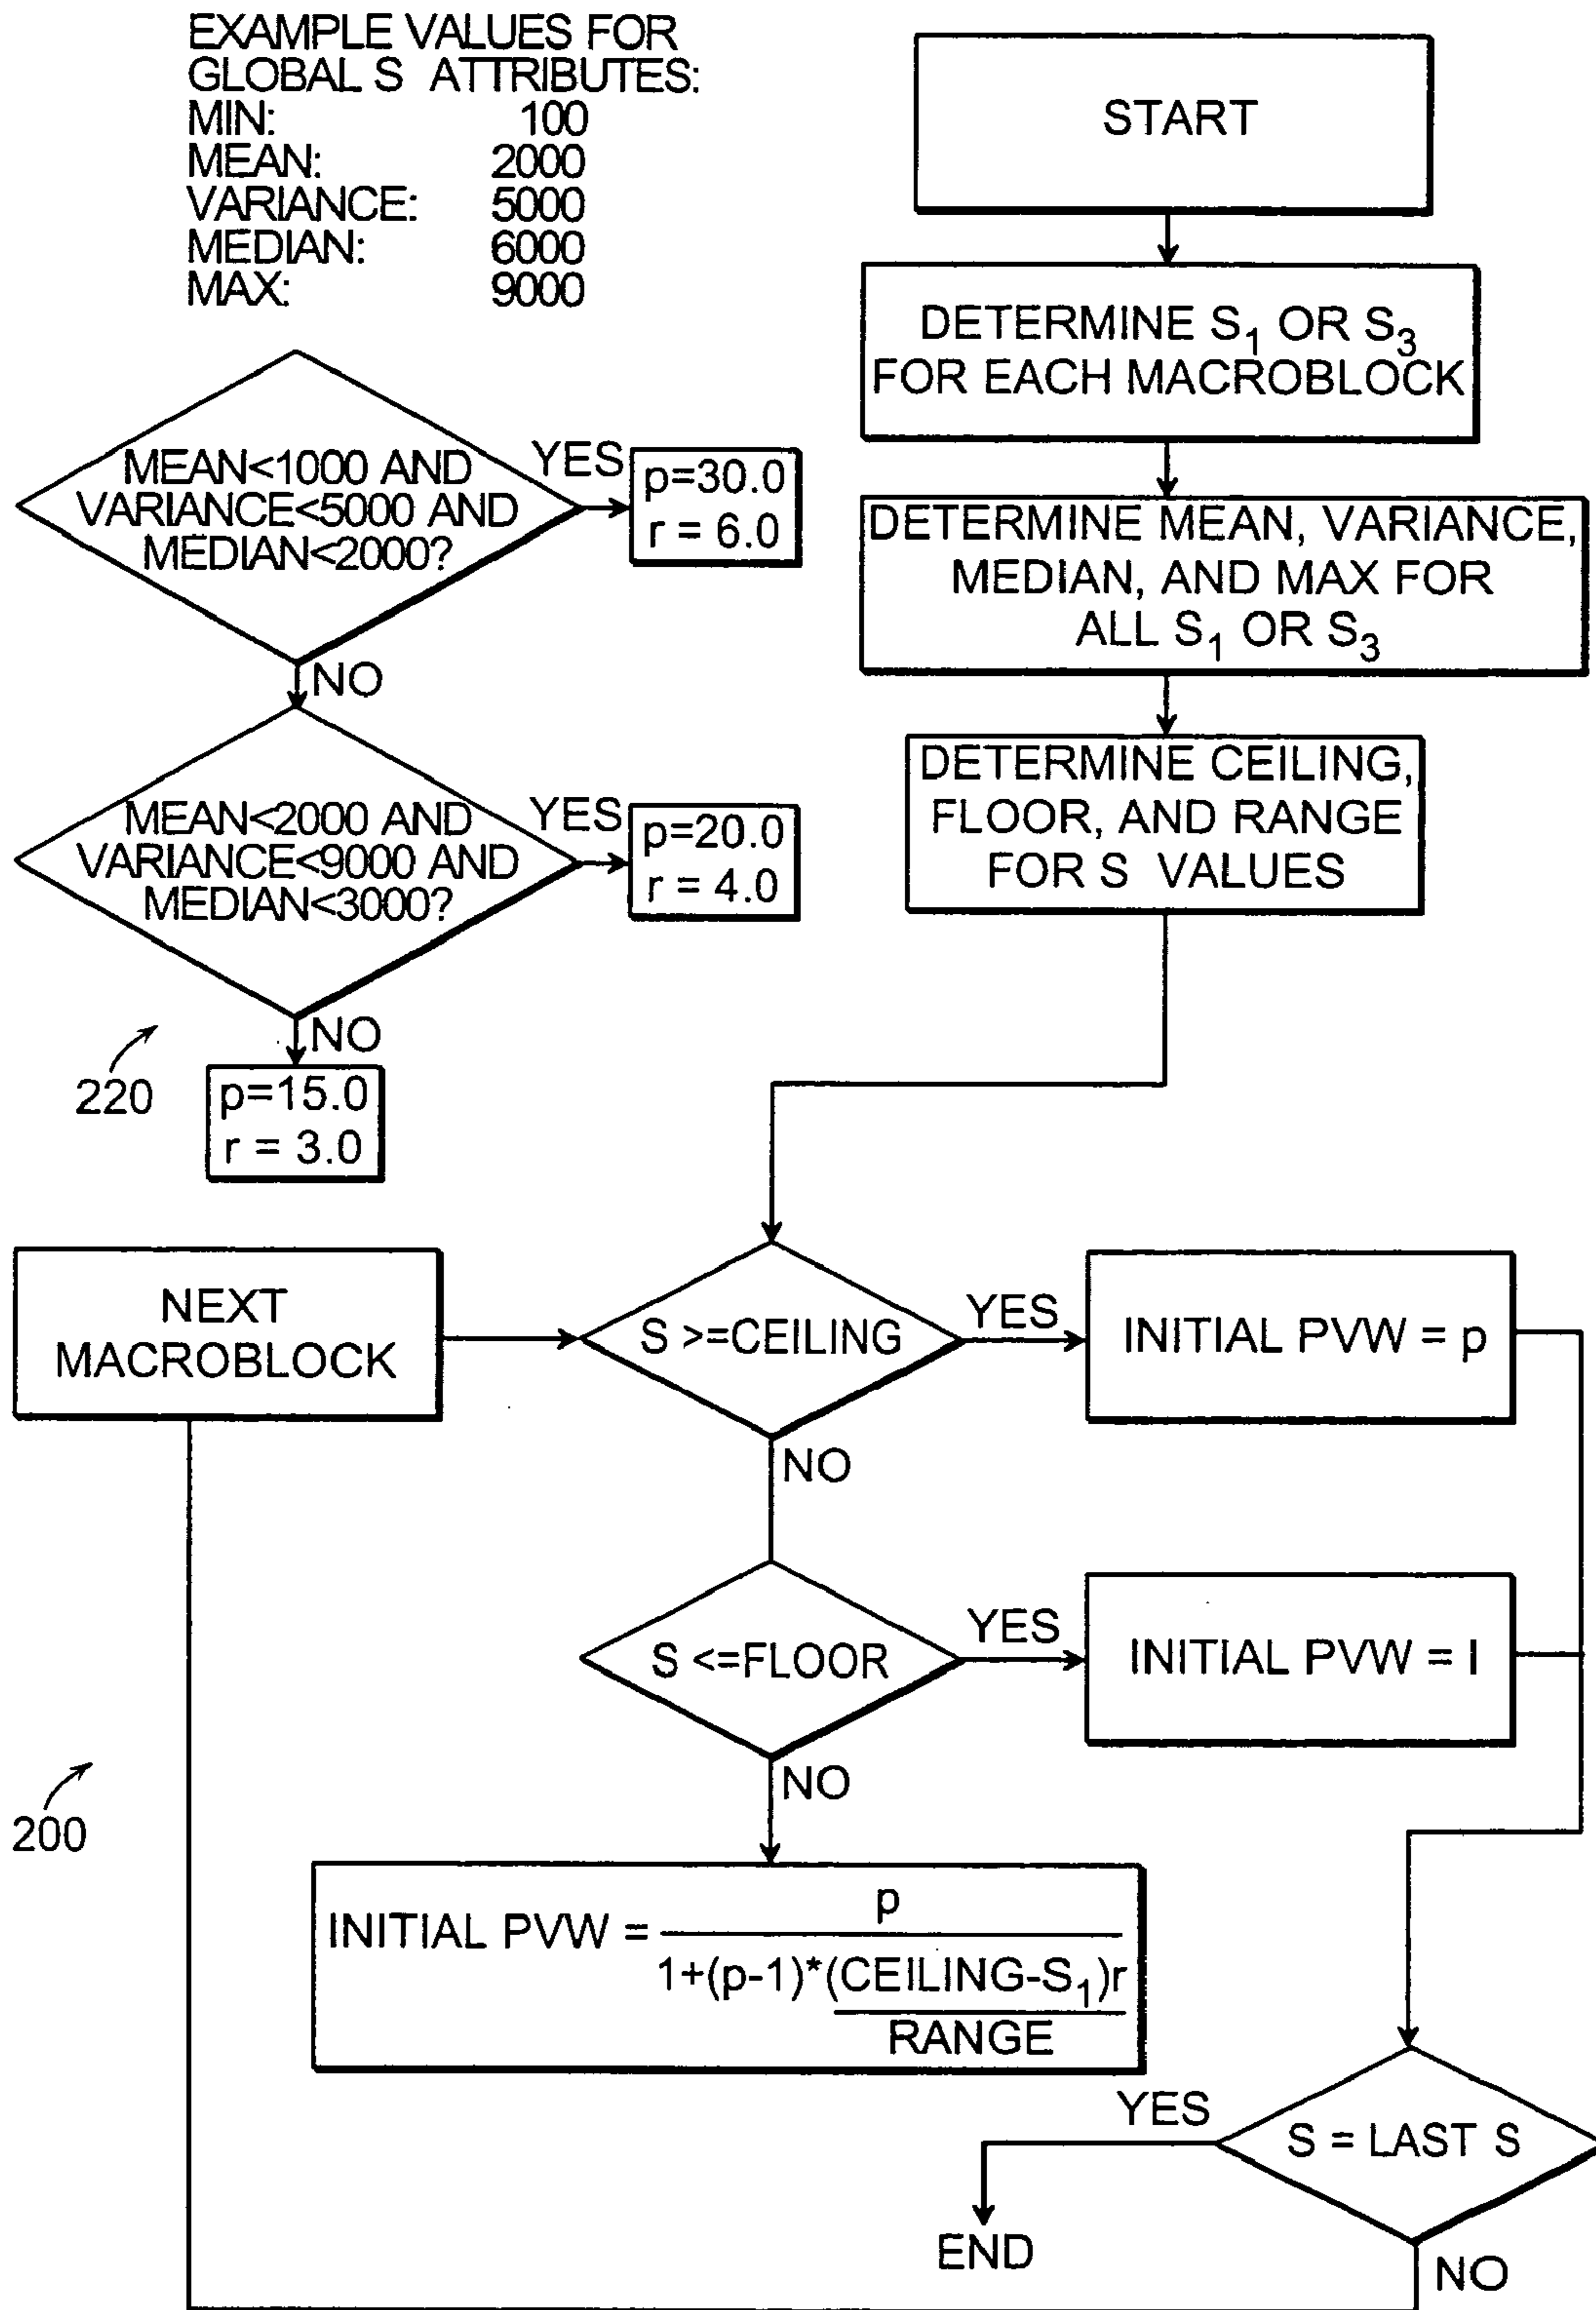 EXAMPLE VALUES FOR
GLOBAL S ATTRIBUTES:
MIN: 100
MEAN: 2000
VARIANCE: 5000
MEDIAN: 6000
MAX: 9000
START
DETERMINE S₁ OR S₃
FOR EACH MACROBLOCK
DETERMINE MEAN, VARIANCE,
MEDIAN, AND MAX FOR
ALL S₁ OR S₃
DETERMINE CEILING,
FLOOR, AND RANGE
FOR S VALUES
MEAN<1000 AND
VARIANCE<5000 AND
MEDIAN<2000?
YES
p=30.0
r = 6.0
NO
MEAN<2000 AND
VARIANCE<9000 AND
MEDIAN<3000?
YES
p=20.0
r = 4.0
NO
220
p=15.0
r = 3.0
NEXT
MACROBLOCK
S >=CEILING
YES
INITIAL PVW = p
NO
S <=FLOOR
YES
INITIAL PVW = I
NO
200
p
INITIAL PVW =
1+(p-1)*(CEILING-S₁)r
RANGE
YES
S = LAST S
END
NO